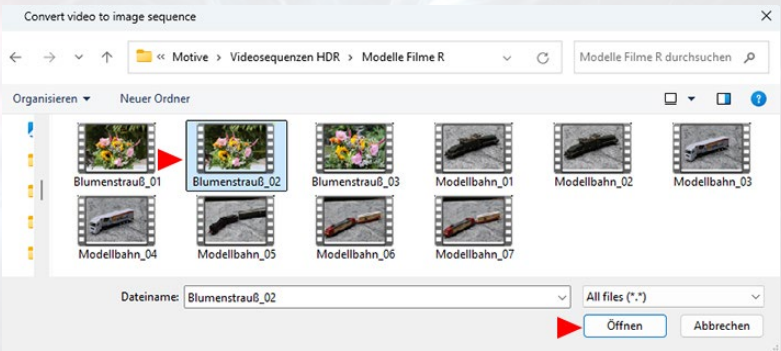 Convert video to image sequence
« Motive > Videosequenzen HDR > Modelle Filme R
Modelle Filme R durchsuchen
Organisieren
Neuer Ordner
Blumenstrauß_01
Blumenstrauß_02
Blumenstrauß_03
Modellbahn_01
Modellbahn_02
Modellbahn_03
Modellbahn_04
Modellbahn_05
Modellbahn_06
Modellbahn_07
Dateiname: Blumenstrauß_02
All files (*.*)
Öffnen
Abbrechen